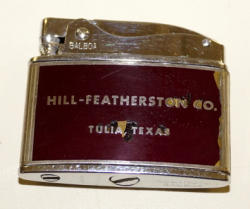 BALBOA
HILL-FEATHERSTON CO.
TULIA, TEXAS